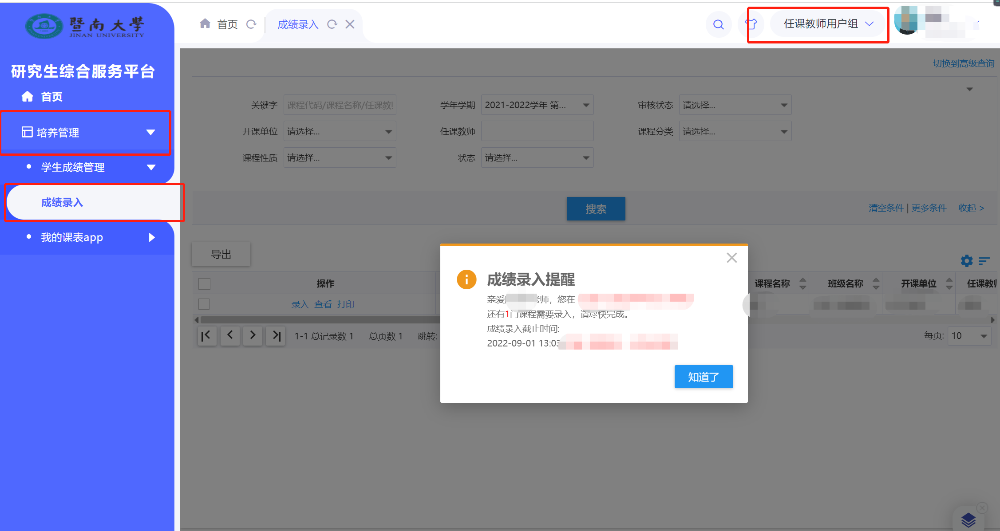 暨南大學
JINAN UNIVERSITY
首页
成绩录入
任课教师用户组
研究生综合服务平台
首页
培养管理
学生成绩管理
成绩录入
我的课表app
切换到高级查询
关键字 课程代码/课程名称/任课教 学年学期 2021-2022学年 第... 审核状态 请选择...
开课单位 请选择... 任课教师 课程分类 请选择...
课程性质 请选择... 状态 请选择...
搜索
清空条件 | 更多条件 收起 >
导出
操作 课程名称 班级名称 开课单位 任课教
录入 查看 打印
1-1 总记录数 1 总页数 1 跳转:
每页: 10
成绩录入提醒
亲爱 师，您在
还有1门课程需要录入，请尽快完成。
成绩录入截止时间:
2022-09-01 13:03
知道了